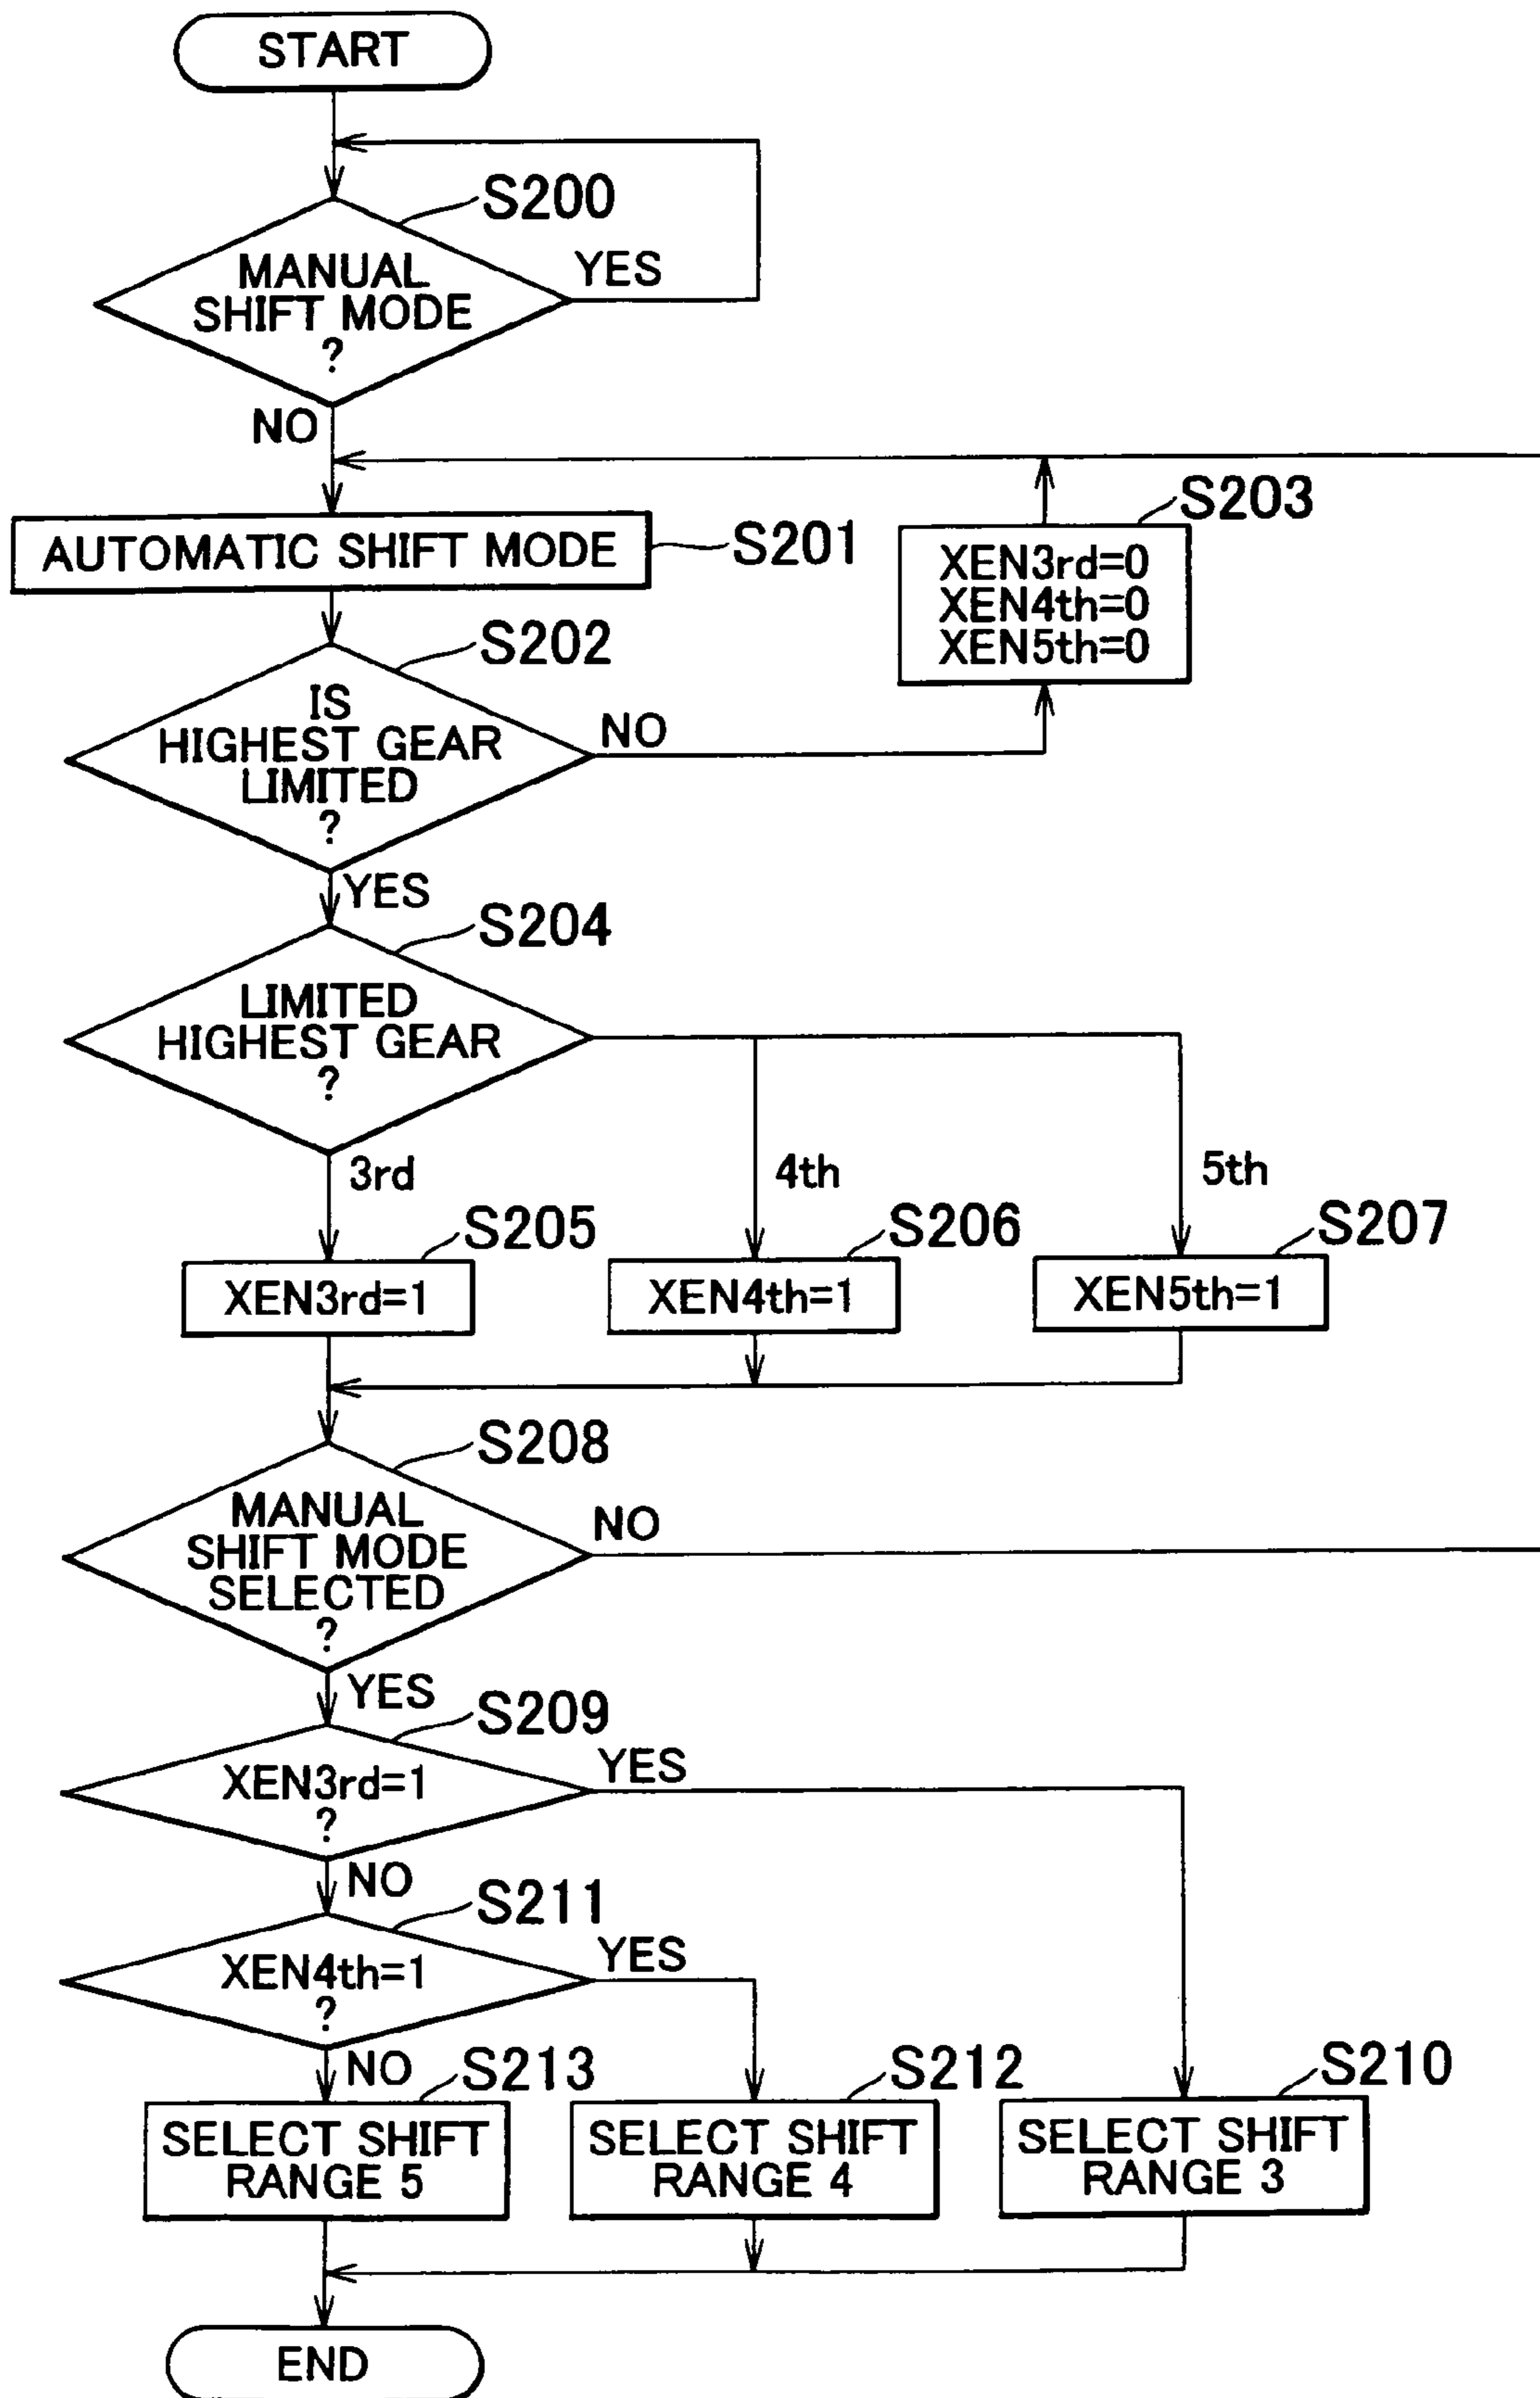 START
S200
MANUAL
SHIFT MODE
?
YES
NO
AUTOMATIC SHIFT MODE
S201
S203
XEN3rd=0
XEN4th=0
XEN5th=0
S202
IS
HIGHEST GEAR
LIMITED
?
NO
YES
S204
LIMITED
HIGHEST GEAR
?
3rd
4th
5th
S205
XEN3rd=1
S206
XEN4th=1
S207
XEN5th=1
S208
MANUAL
SHIFT MODE
SELECTED
?
NO
YES
S209
XEN3rd=1
?
YES
NO
S211
XEN4th=1
?
YES
NO
S213
SELECT SHIFT
RANGE 5
S212
SELECT SHIFT
RANGE 4
S210
SELECT SHIFT
RANGE 3
END